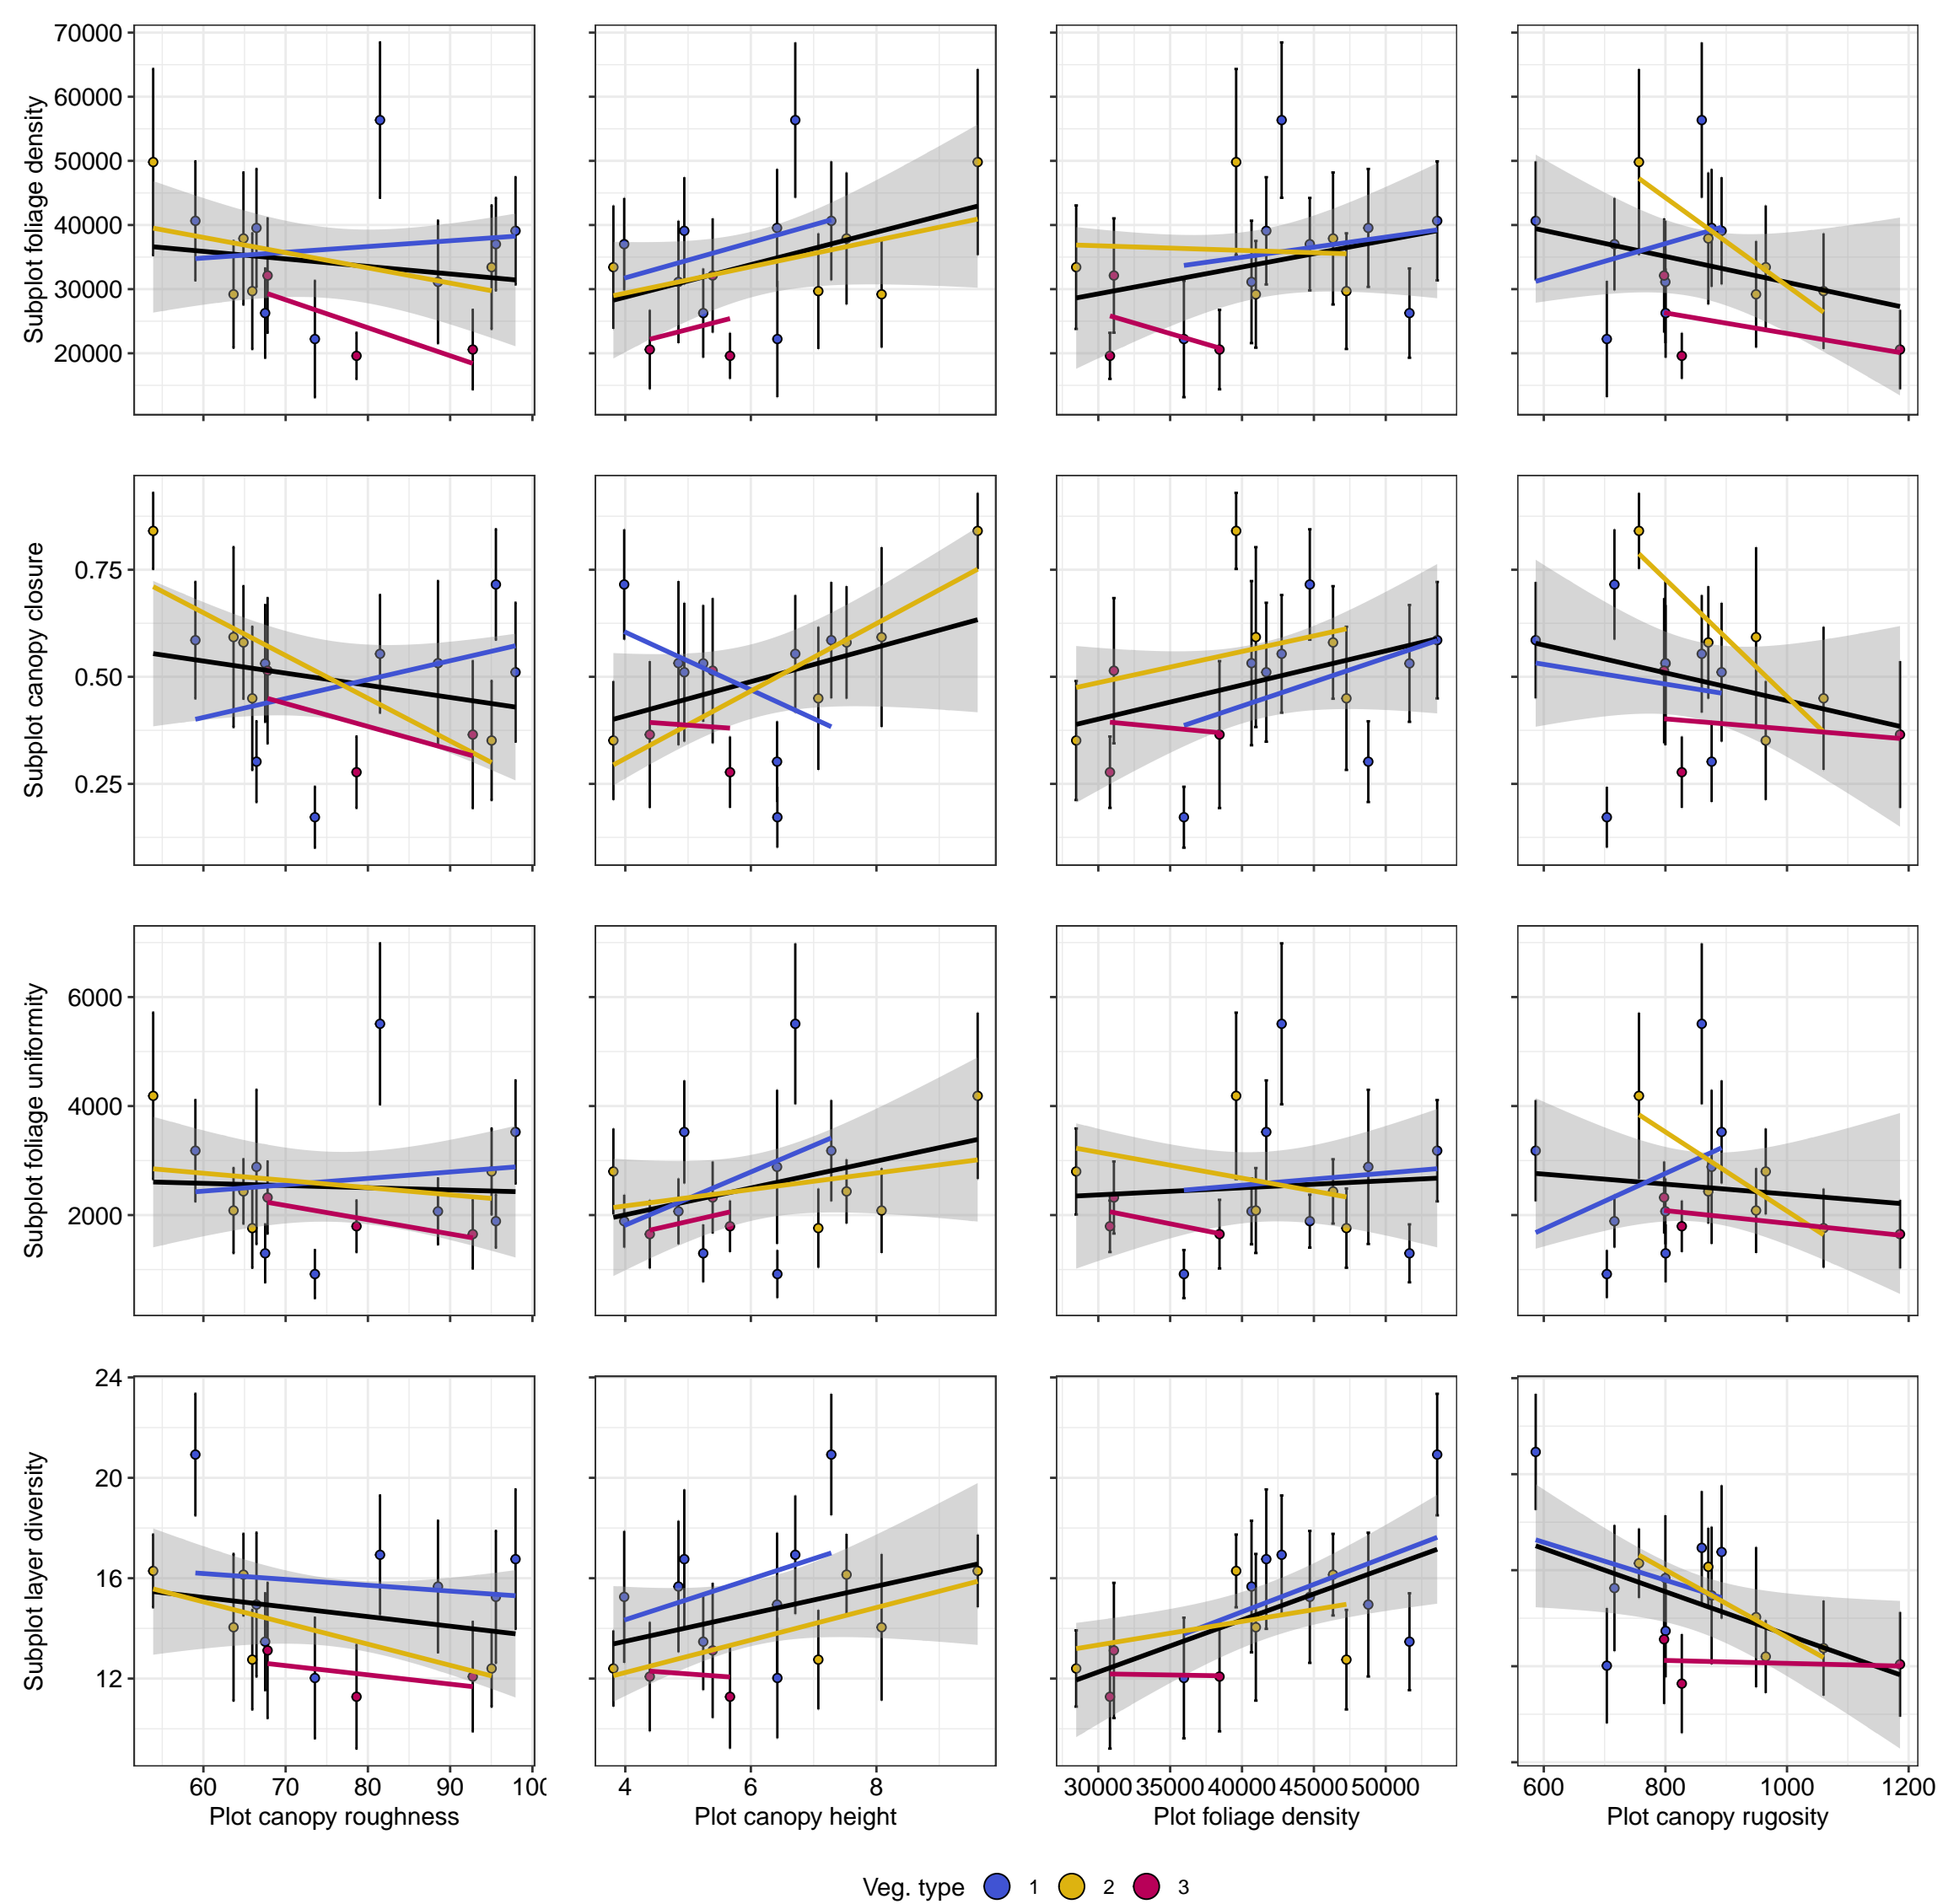 70000
60000
50000
40000
30000
20000
Subplot foliage density
0.75
0.50
0.25
Subplot canopy closure
6000
4000
2000
Subplot foliage uniformity
24
20
16
12
Subplot layer diversity
60 70 80 90 100
4 6 8
30000 35000 40000 45000 50000
600 800 1000 1200
Plot canopy roughness
Plot canopy height
Plot foliage density
Plot canopy rugosity
Veg. type 1 2 3